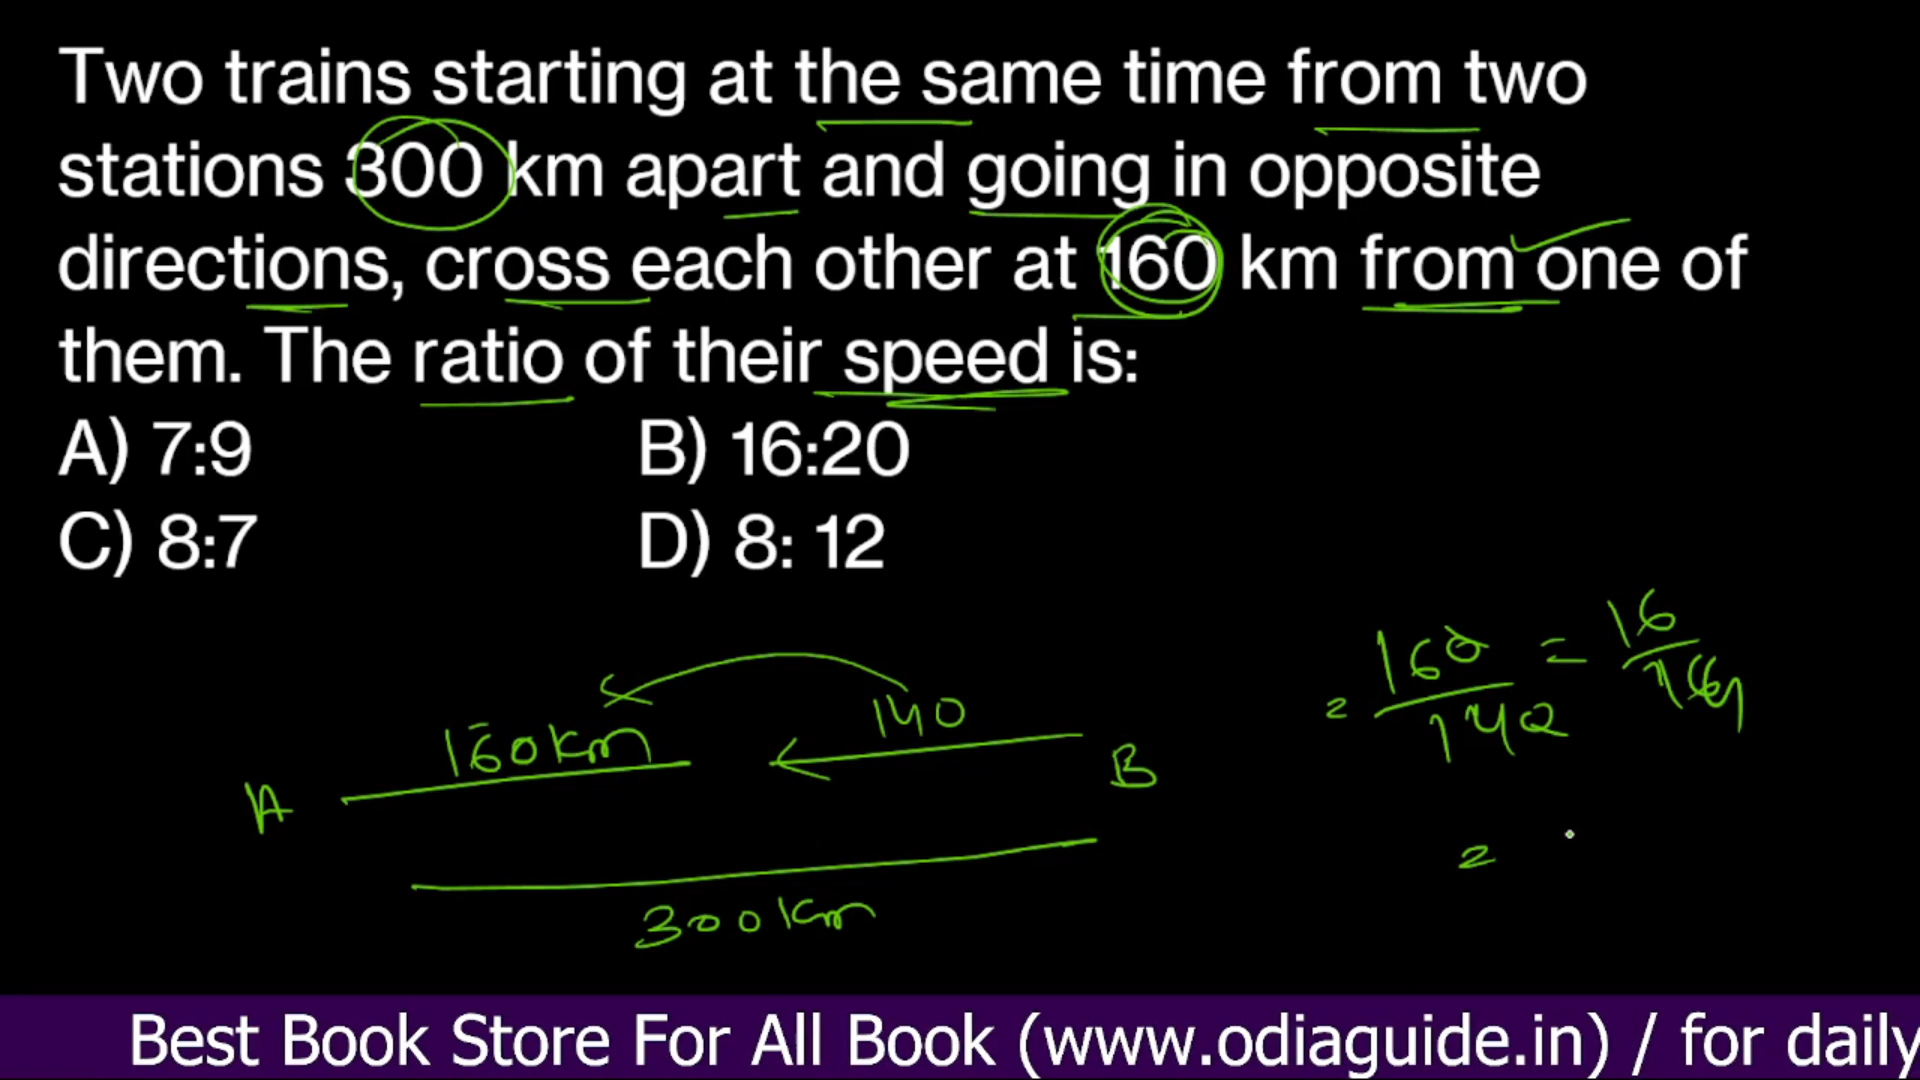 Two trains starting at the same time from two
stations 300 km apart and going in opposite
directions, cross each other at 160 km from one of
them. The ratio of their speed is:
A) 7:9 B) 16:20
C) 8:7 D) 8: 12
= 160/140 = 16/
160km 140
A B
=
300km
Best Book Store For All Book (www.odiaguide.in) / for daily